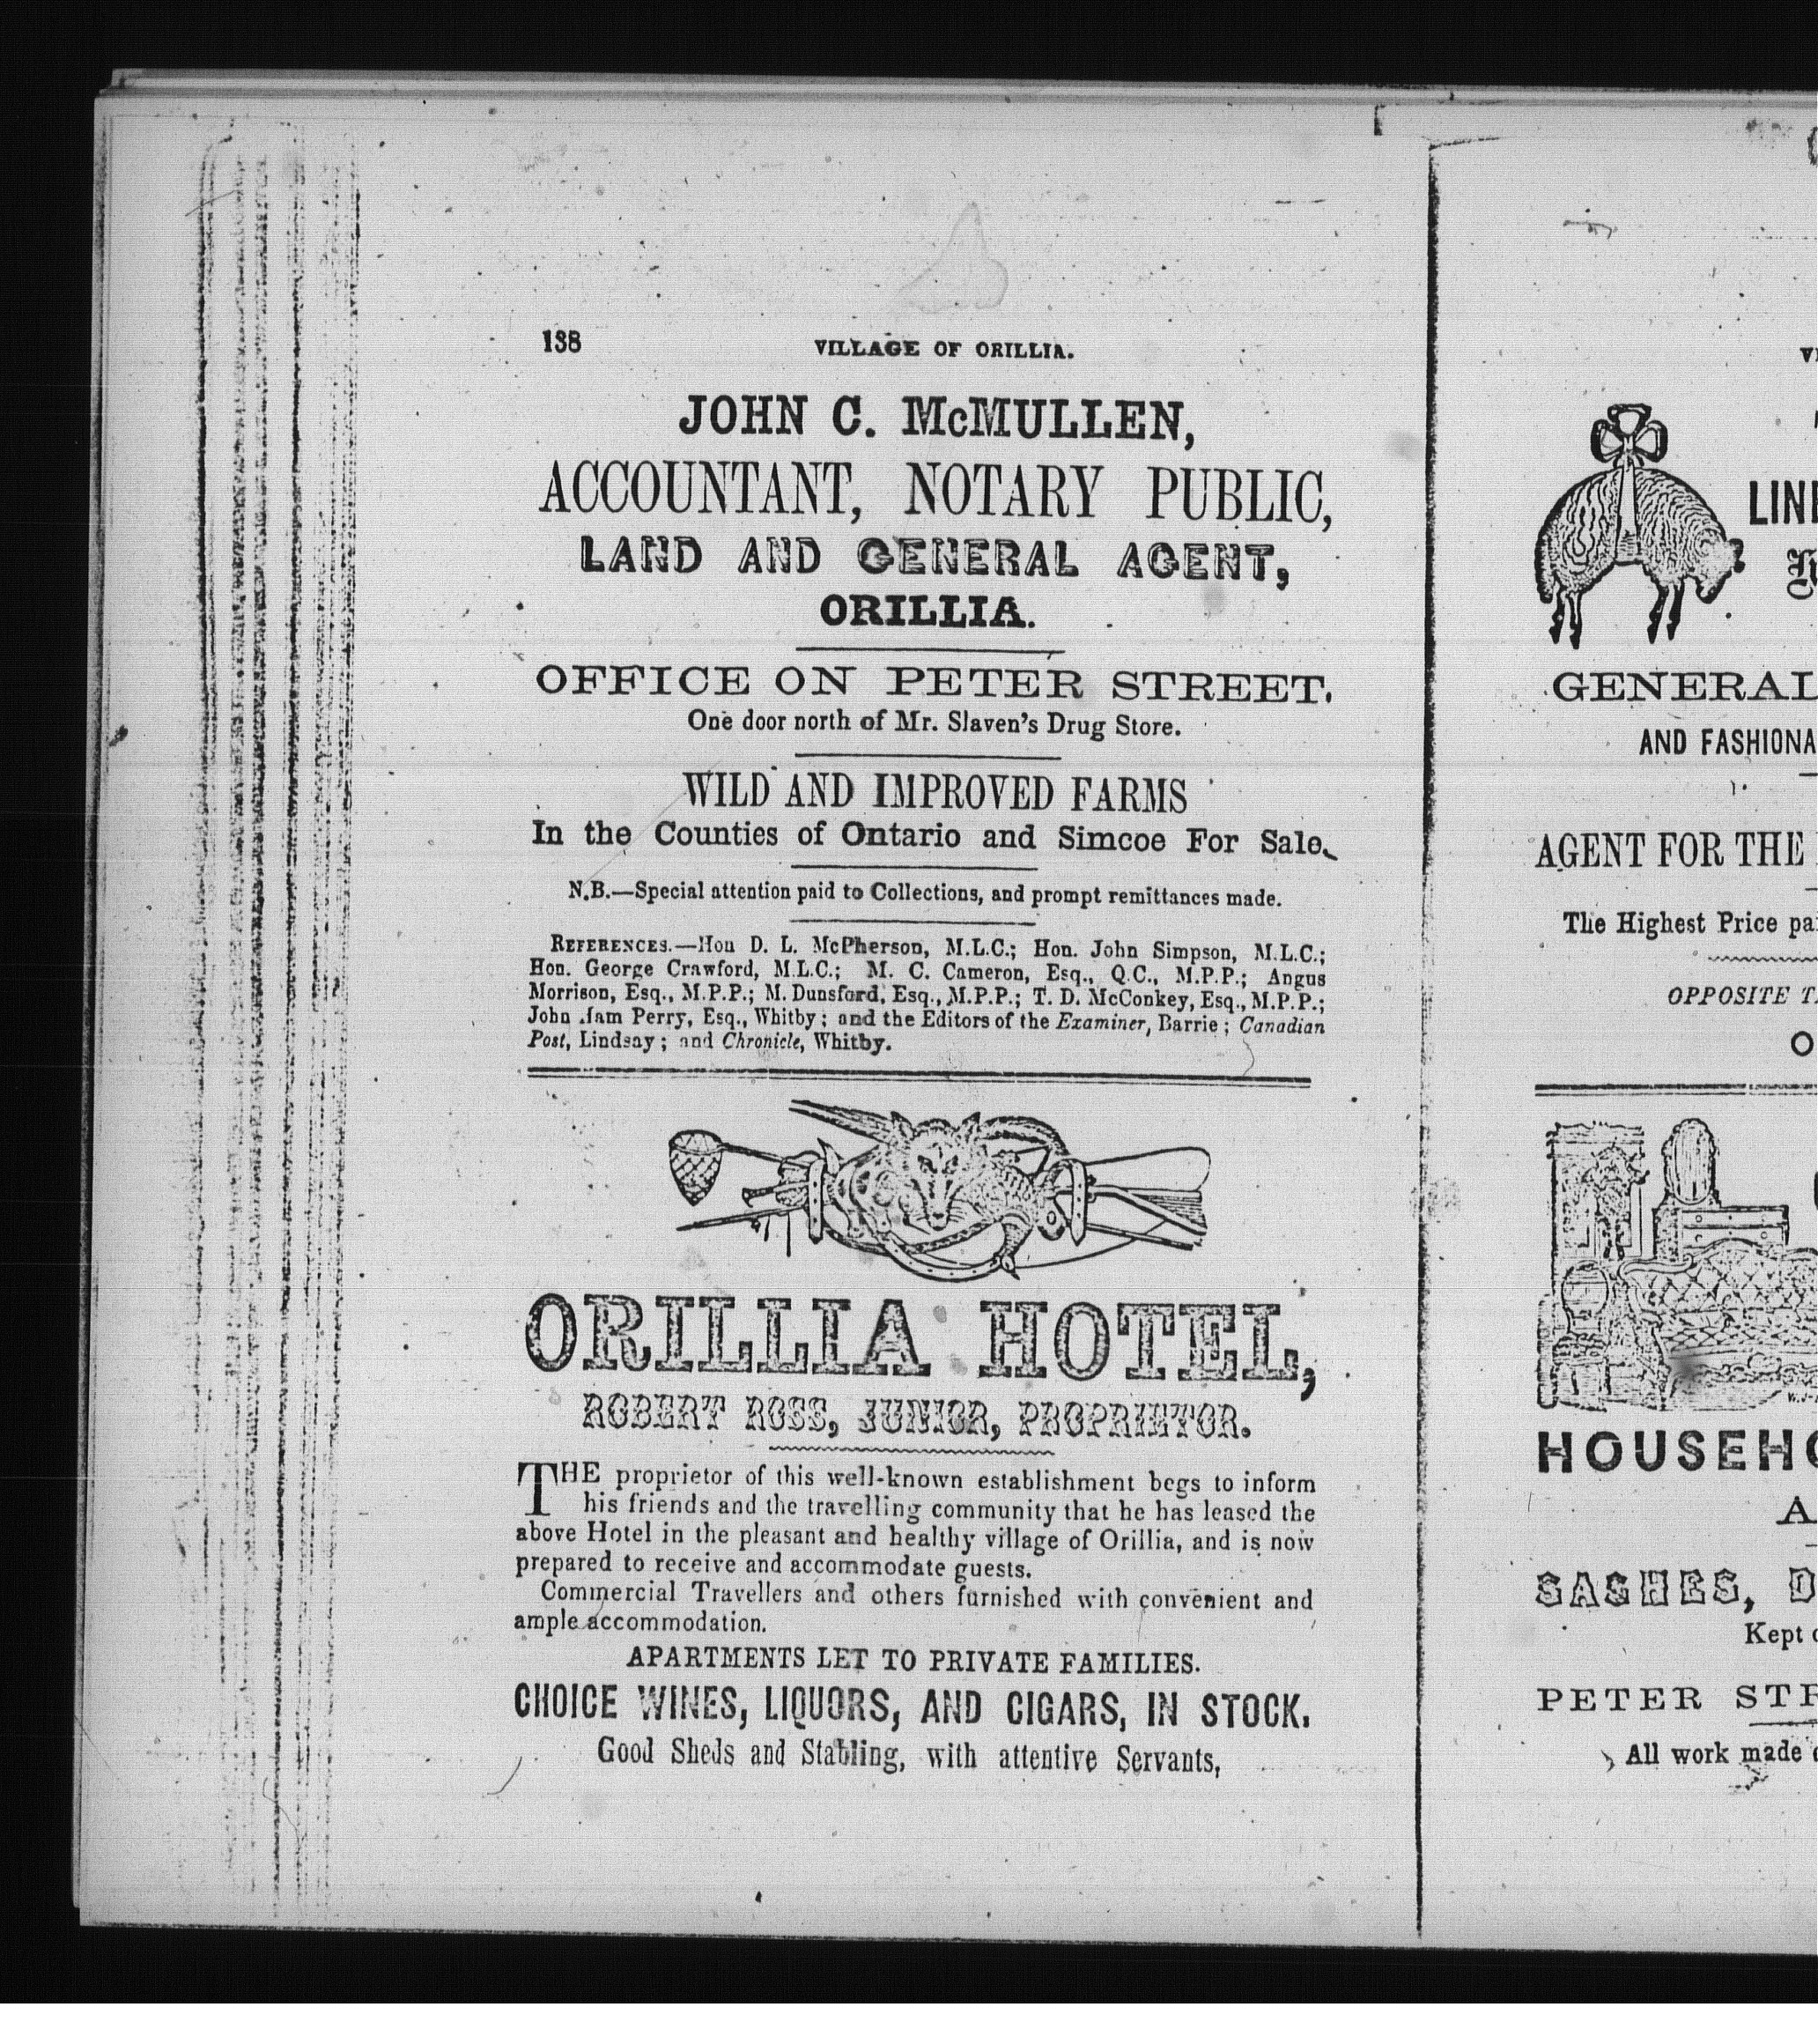 138 VILLAGE OF ORILLIA.
JOHN C. McMULLEN,
ACCOUNTANT, NOTARY PUBLIC,
LAND AND GENERAL AGENT,
ORILLIA.
OFFICE ON PETER STREET.
One door north of Mr. Slaven's Drug Store.
WILD AND IMPROVED FARMS
In the Counties of Ontario and Simcoe For Sale.
N.B.—Special attention paid to Collections, and prompt remittances made.
REFERENCES.—Hon D. L. McPherson, M.L.C.; Hon. John Simpson, M.L.C.;
Hon. George Crawford, M.L.C.; M. C. Cameron, Esq., Q.C., M.P.P.; Angus
Morrison, Esq., M.P.P.; M. Dunsford, Esq., M.P.P.; T. D. McConkey, Esq., M.P.P.;
John Ham Perry, Esq., Whitby; and the Editors of the Examiner, Barrie; Canadian
Post, Lindsay; and Chronicle, Whitby.
ORILLIA HOTEL,
ROBERT ROSS, JUNIOR, PROPRIETOR.
THE proprietor of this well-known establishment begs to inform
his friends and the travelling community that he has leased the
above Hotel in the pleasant and healthy village of Orillia, and is now
prepared to receive and accommodate guests.
Commercial Travellers and others furnished with convenient and
ample accommodation.
APARTMENTS LET TO PRIVATE FAMILIES.
CHOICE WINES, LIQUORS, AND CIGARS, IN STOCK.
Good Sheds and Stabling, with attentive Servants,
GENERAL
AND FASHIONA
AGENT FOR THE
The Highest Price pa
OPPOSITE T
O
HOUSEHO
A
SASHES, D
Kept
PETER STR
All work made